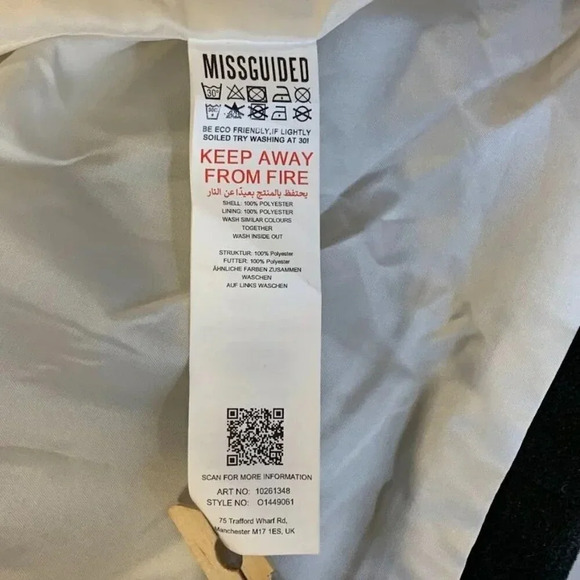 MISSGUIDED
30°
BE ECO FRIENDLY,IF LIGHTLY
SOILED TRY WASHING AT 30!
KEEP AWAY
FROM FIRE
يحتفظ بالمنتج بعيدًا عن النار
SHELL: 100% POLYESTER
LINING: 100% POLYESTER
WASH SIMILAR COLOURS
TOGETHER
WASH INSIDE OUT
STRUKTUR: 100% Polyester
FUTTER: 100% Polyester
ÄHNLICHE FARBEN ZUSAMMEN
WASCHEN
AUF LINKS WASCHEN
SCAN FOR MORE INFORMATION
ART NO: 10261348
STYLE NO: O1449061
75 Trafford Wharf Rd,
Manchester M17 1ES, UK